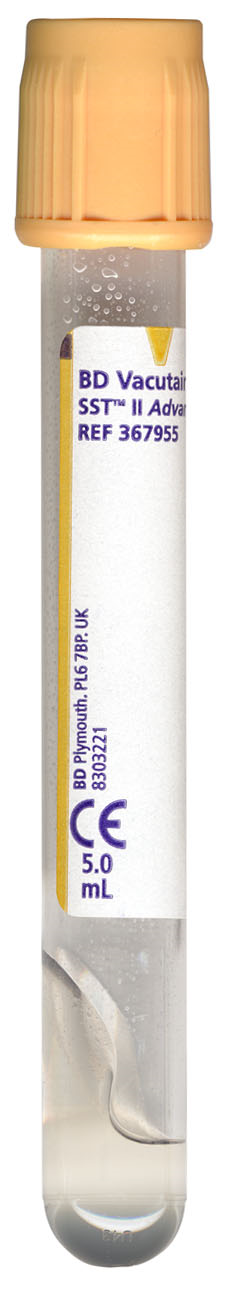 BD Vacutain
SST™ II Advan
REF 367955
BD Plymouth. PL6 7BP. UK
8303221
CE
5.0
mL